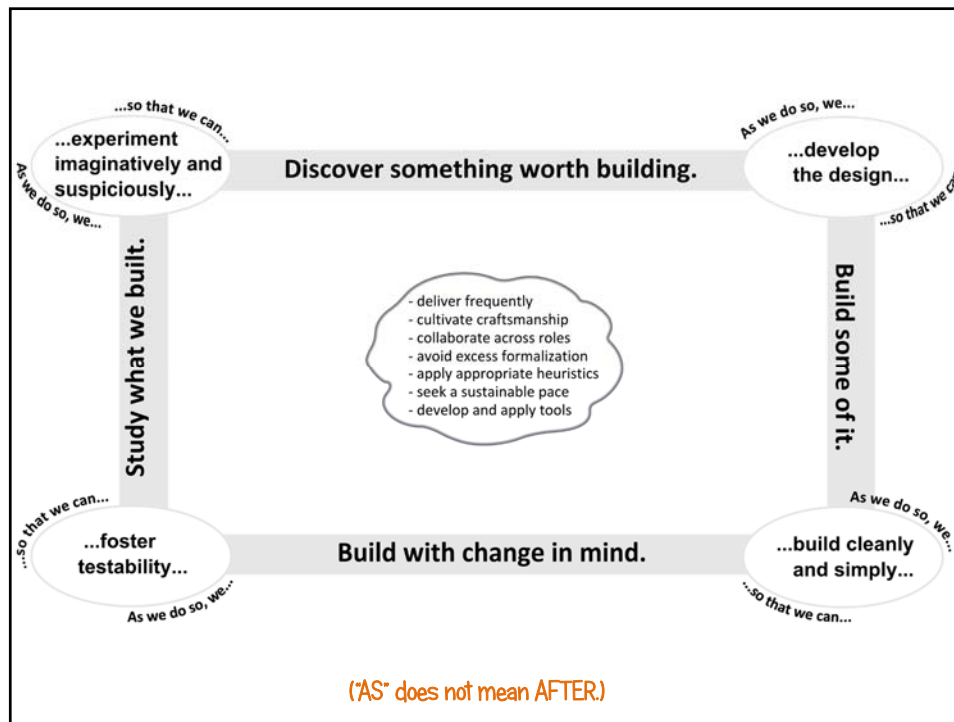 ...so that we can...
...experiment
imaginatively and
suspiciously...
As we do so, we...
Discover something worth building.
As we do so, we...
...develop
the design...
...so that we can
Study what we built.
- deliver frequently
- cultivate craftsmanship
- collaborate across roles
- avoid excess formalization
- apply appropriate heuristics
- seek a sustainable pace
- develop and apply tools
Build some of it.
...so that we can...
...foster
testability...
As we do so, we...
Build with change in mind.
As we do so, we...
...build cleanly
and simply...
...so that we can...
("AS" does not mean AFTER.)